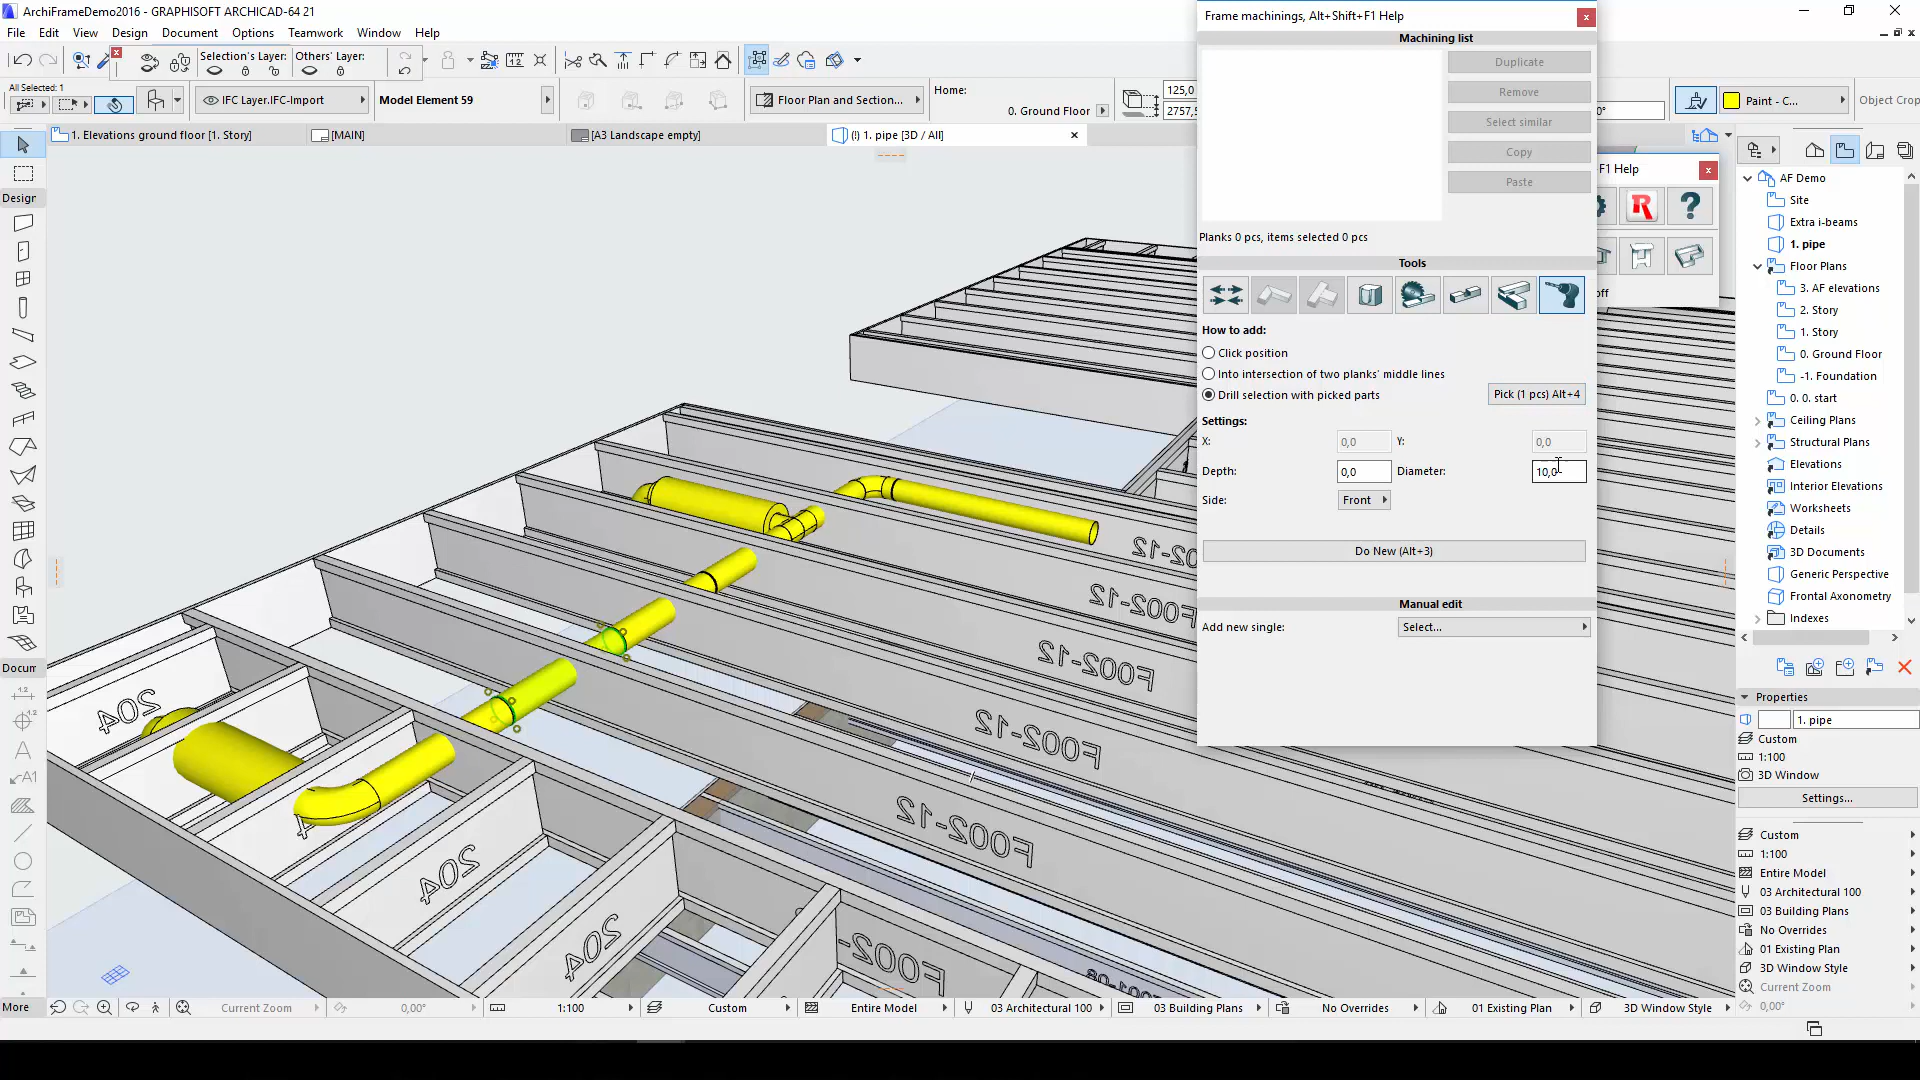 ArchiFrameDemo2016 - GRAPHISOFT ARCHICAD-64 21
File Edit View Design Document Options Teamwork Window Help
Selection's Layer:
Others' Layer:
All Selected: 1
IFC Layer.IFC-Import
Model Element 59
Floor Plan and Section...
Home:
0. Ground Floor
125,0
Paint - C...
Object Crop
1. Elevations ground floor [1. Story]
[MAIN]
[A3 Landscape empty]
(!) 1. pipe [3D / All]
Frame machinings, Alt+Shift+F1 Help
Machining list
Duplicate
Remove
Select similar
Copy
Paste
Planks 0 pcs, items selected 0 pcs
Tools
How to add:
Click position
Into intersection of two planks' middle lines
Drill selection with picked parts
Pick (1 pcs) Alt+4
Settings:
X: 0,0 Y: 0,0
Depth: 0,0 Diameter: 10,0
Side: Front
Do New (Alt+3)
Manual edit
Add new single: Select...
F1 Help
off
Design
Docum
More
AF Demo
Site
Extra i-beams
1. pipe
Floor Plans
3. AF elevations
2. Story
1. Story
0. Ground Floor
-1. Foundation
0. 0. start
Ceiling Plans
Structural Plans
Elevations
Interior Elevations
Worksheets
Details
3D Documents
Generic Perspective
Frontal Axonometry
Indexes
Properties
1. pipe
Custom
1:100
3D Window
Settings...
Custom
1:100
Entire Model
03 Architectural 100
03 Building Plans
No Overrides
01 Existing Plan
3D Window Style
Current Zoom
0,00°
F002-12
F002-12
F002-12
F002-12
F002-12
204
204
204
F002-
Current Zoom
0,00°
1:100
Custom
Entire Model
03 Architectural 100
03 Building Plans
No Overrides
01 Existing Plan
3D Window Style